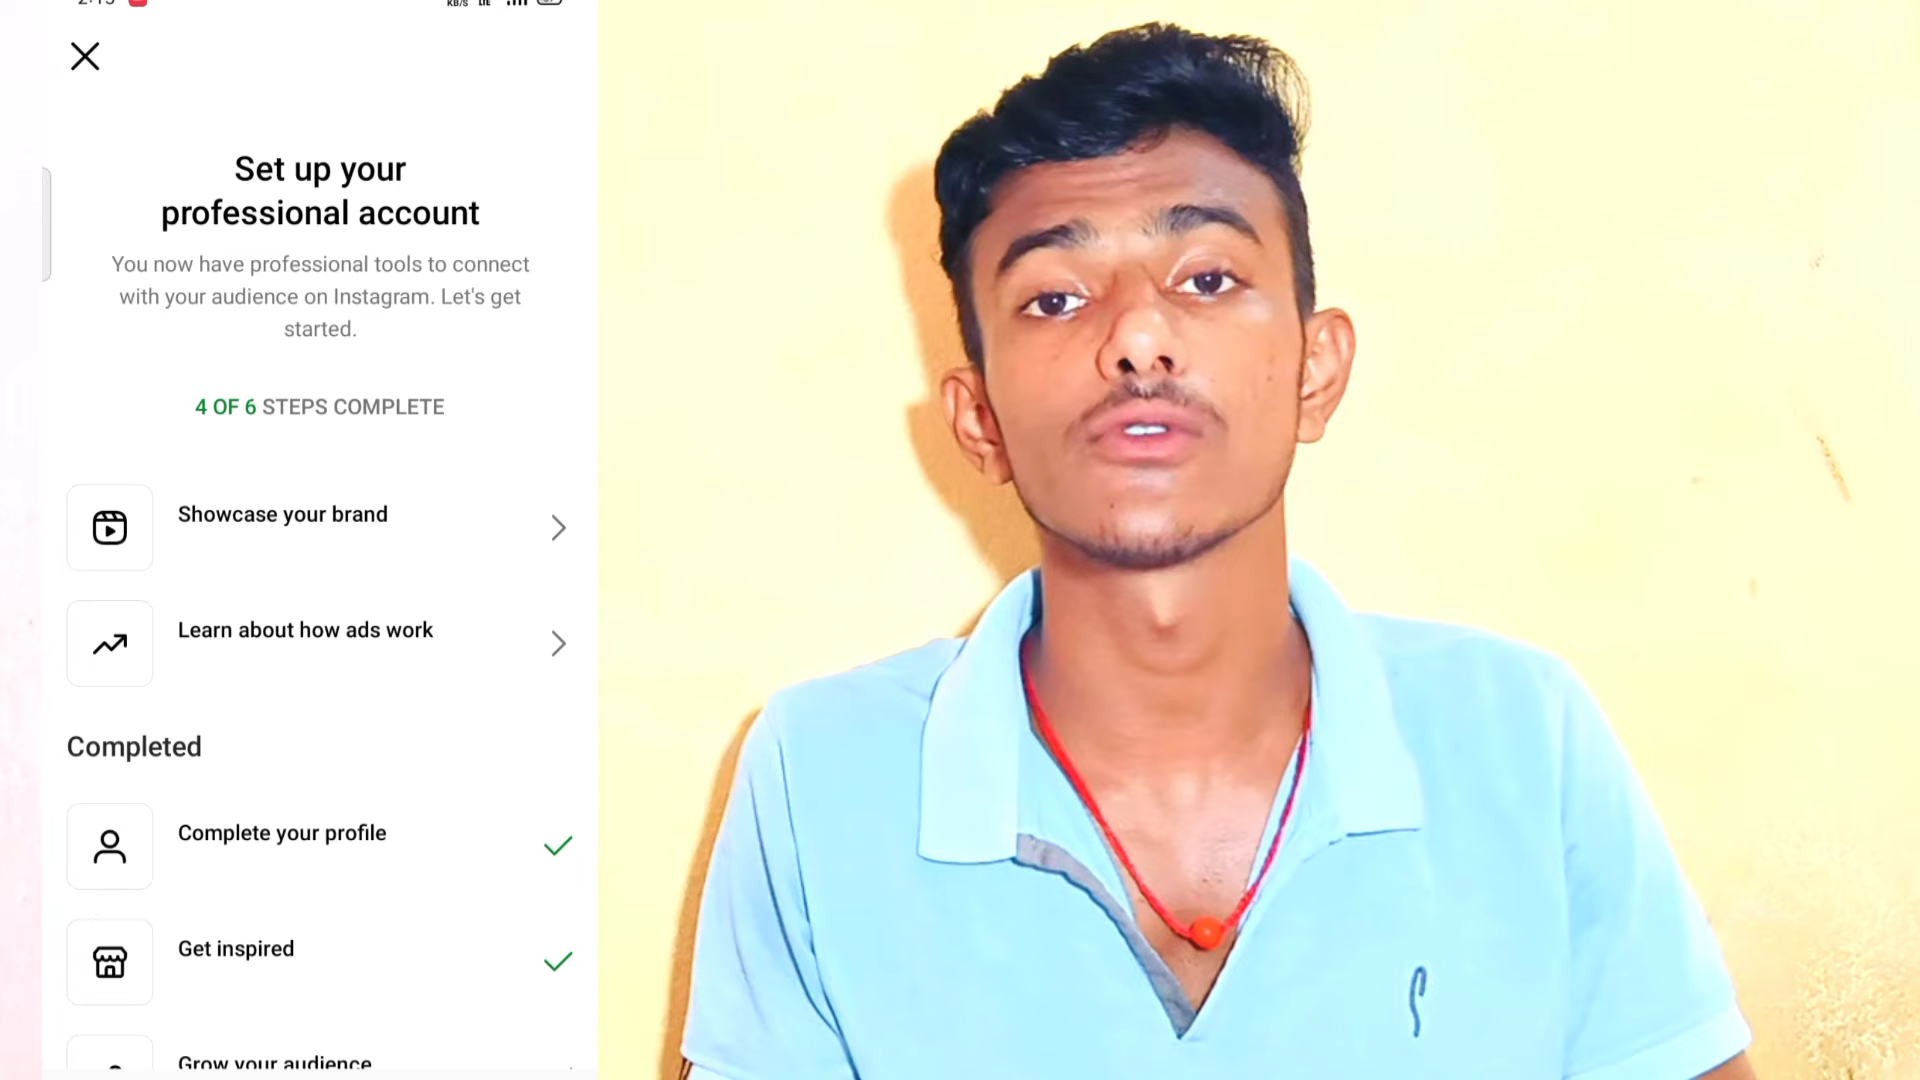 KB/S LTE
Set up your
professional account
You now have professional tools to connect
with your audience on Instagram. Let's get
started.
4 OF 6 STEPS COMPLETE
Showcase your brand
Learn about how ads work
Completed
Complete your profile
Get inspired
Grow your audience